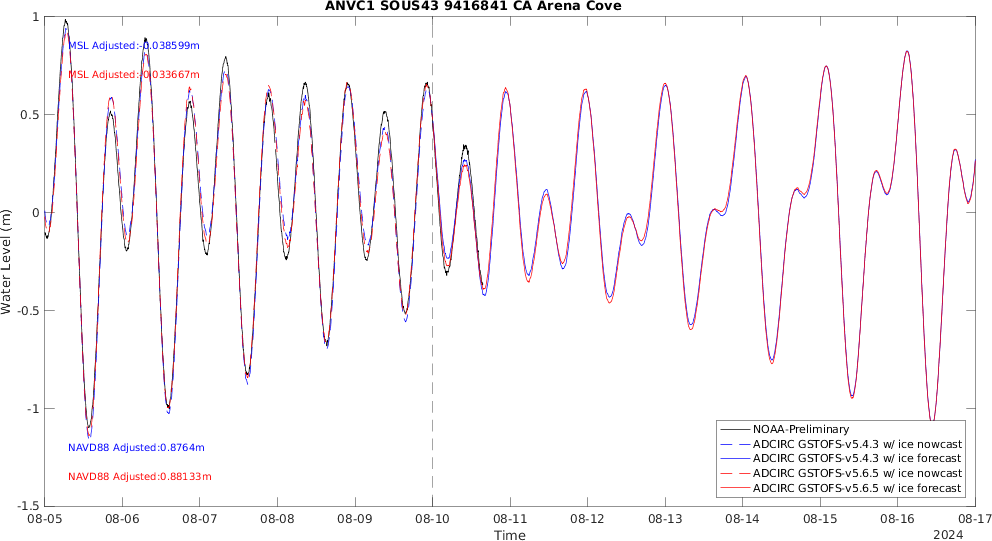 ANVC1 SOUS43 9416841 CA Arena Cove
MSL Adjusted:-0.038599m
MSL Adjusted:-0.033667m
NAVD88 Adjusted:0.8764m
NAVD88 Adjusted:0.88133m
Water Level (m)
1
0.5
0
-0.5
-1
-1.5
NOAA-Preliminary
ADCIRC GSTOFS-v5.4.3 w/ ice nowcast
ADCIRC GSTOFS-v5.4.3 w/ ice forecast
ADCIRC GSTOFS-v5.6.5 w/ ice nowcast
ADCIRC GSTOFS-v5.6.5 w/ ice forecast
08-05 08-06 08-07 08-08 08-09 08-10 08-11 08-12 08-13 08-14 08-15 08-16 08-17
Time
2024